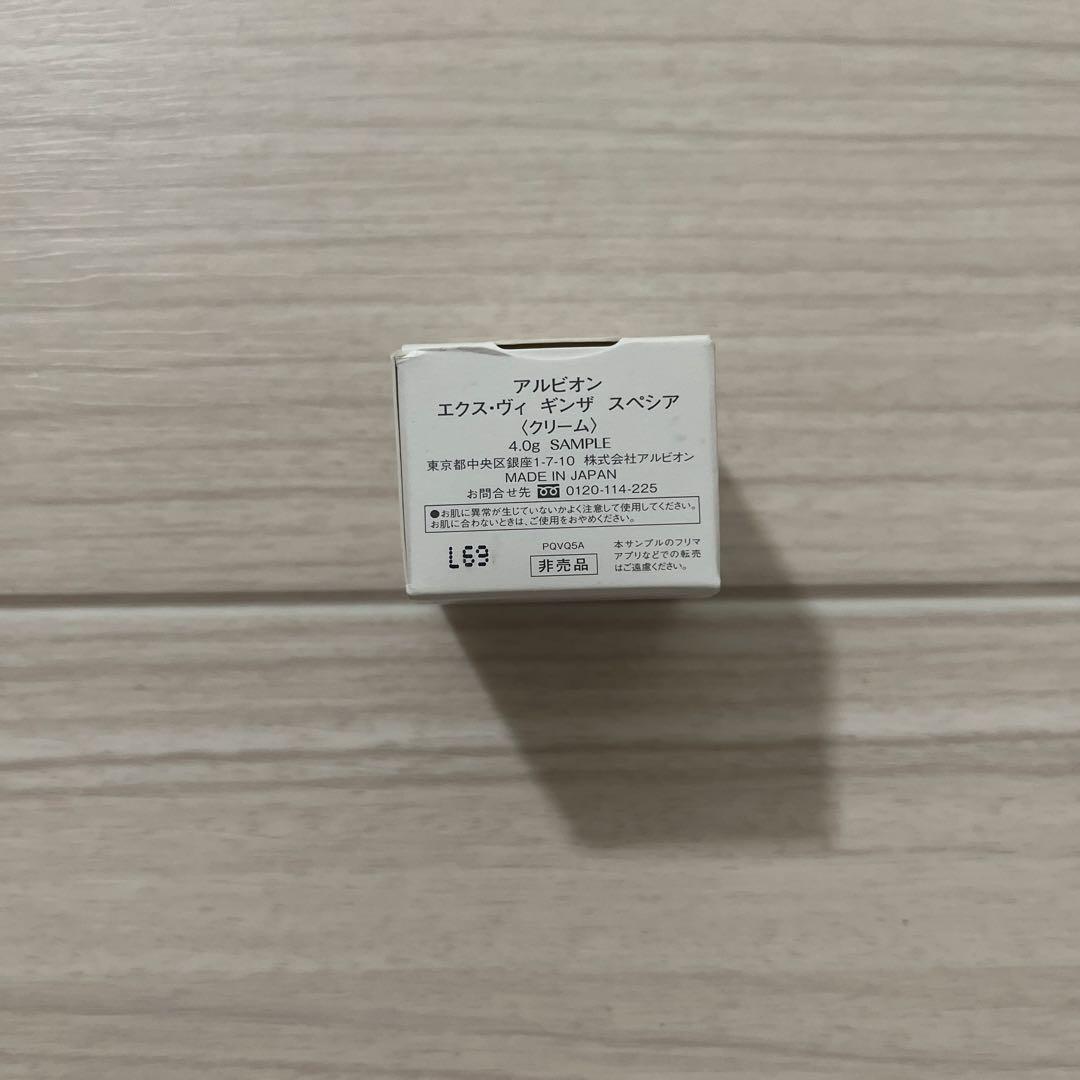 アルビオン
エクス・ヴィ ギンザ スペシア
〈クリーム〉
4.0g SAMPLE
東京都中央区銀座1-7-10 株式会社アルビオン
MADE IN JAPAN
お問合せ先 0120-114-225
●お肌に異常が生じていないかよく注意して使用してください。
お肌に合わないときは、ご使用をおやめください。
L69
PQVQ5A
非売品
本サンプルのフリマ
アプリなどでの転売
はご遠慮ください。